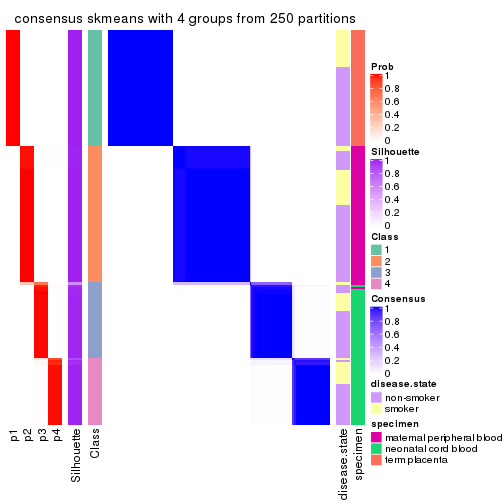 consensus skmeans with 4 groups from 250 partitions
Prob
1
0.8
0.6
0.4
0.2
0
Silhouette
1
0.8
0.6
0.4
0.2
0
Class
1
2
3
4
Consensus
1
0.8
0.6
0.4
0.2
0
disease.state
non-smoker
smoker
specimen
maternal peripheral blood
neonatal cord blood
term placenta
p1
p2
p3
p4
Silhouette
Class
disease.state
specimen